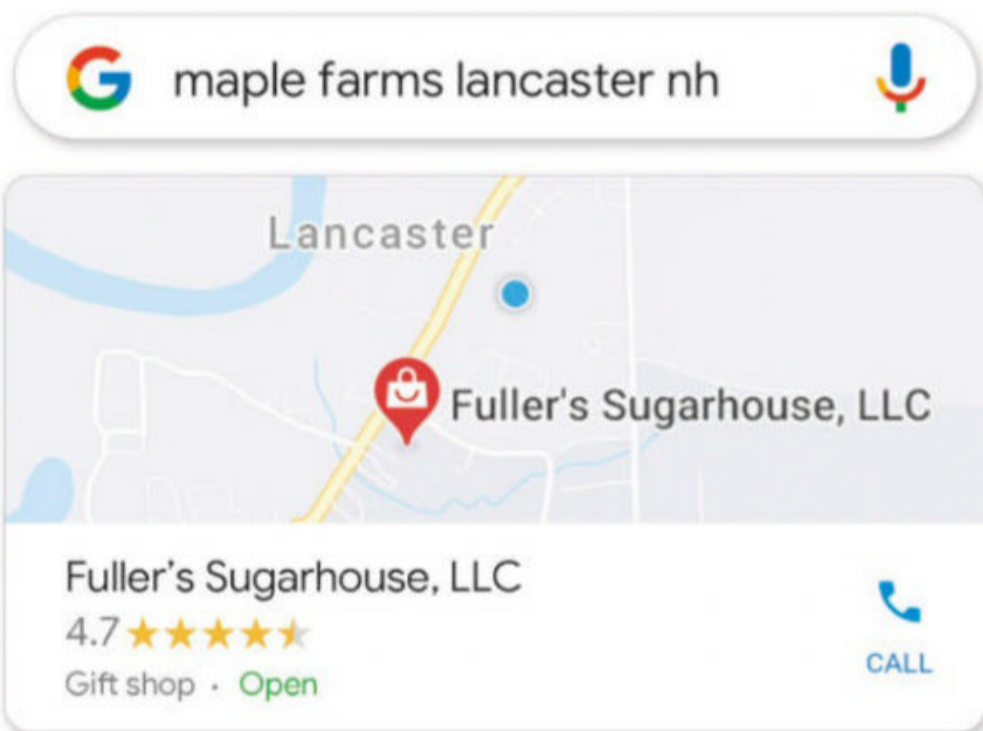 maple farms lancaster nh
Lancaster
Fuller's Sugarhouse, LLC
Fuller's Sugarhouse, LLC
4.7
Gift shop · Open
CALL